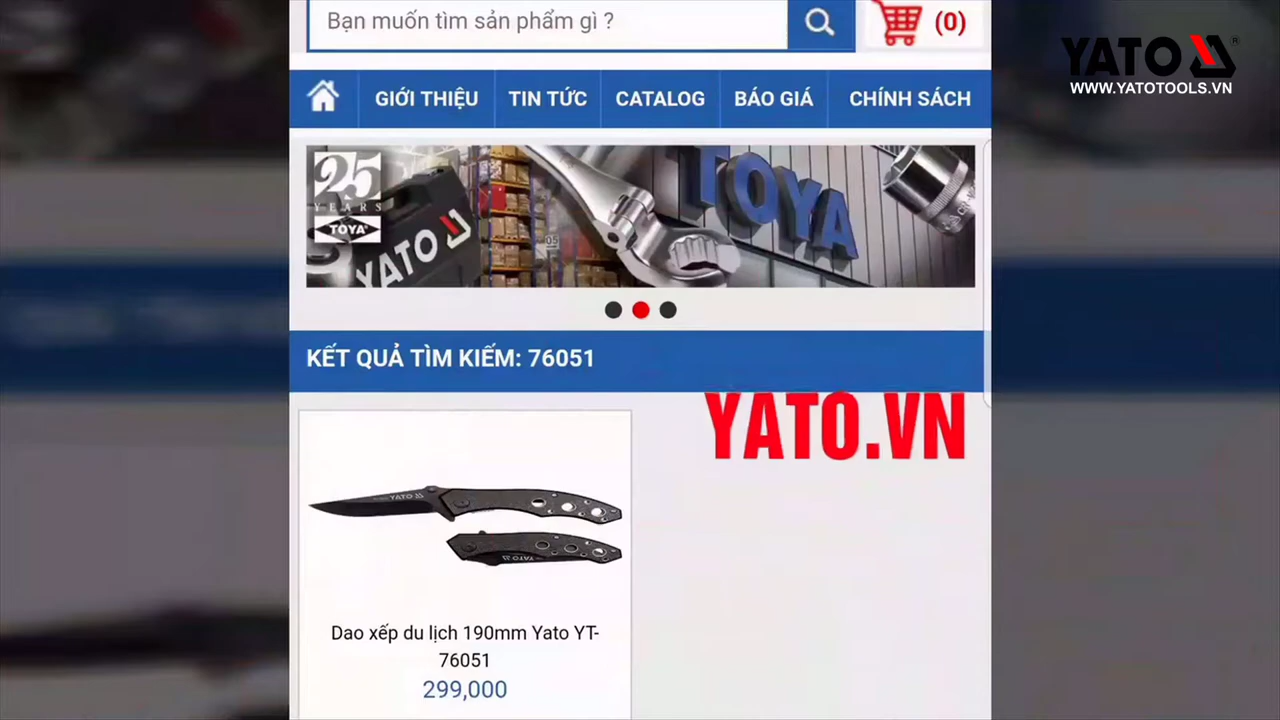 Bạn muốn tìm sản phẩm gì ?
(0)
YATO ®
WWW.YATOTOOLS.VN
GIỚI THIỆU
TIN TỨC
CATALOG
BÁO GIÁ
CHÍNH SÁCH
25
YEARS
TOYA
YATO
TOYA
KẾT QUẢ TÌM KIẾM: 76051
YATO.VN
YATO
YATO
Dao xếp du lịch 190mm Yato YT-
76051
299,000